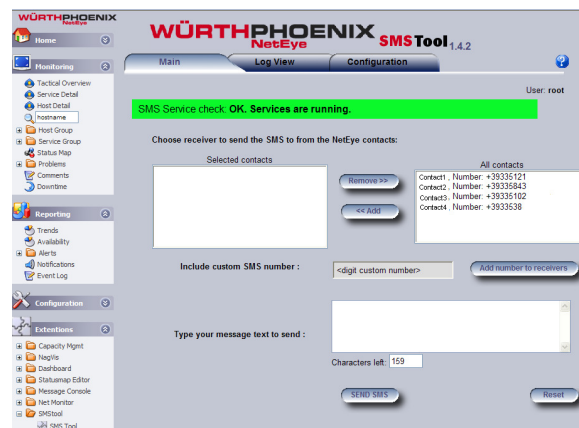 WÜRTHPHOENIX
NetEye
Home
Monitoring
Tactical Overview
Service Detail
Host Detail
hostname
Host Group
Service Group
Status Map
Problems
Comments
Downtime
Reporting
Trends
Availability
Alerts
Notifications
Event Log
Configuration
Extentions
Capacity Mgmt
NagVis
Dashboard
Statusmap Editor
Message Console
Net Monitor
SMStool
SMS Tool
WÜRTHPHOENIX
NetEye
SMS Tool 1.4.2
Main
Log View
Configuration
?
User: root
SMS Service check: OK. Services are running.
Choose receiver to send the SMS to from the NetEye contacts:
Selected contacts
All contacts
Remove >>
<< Add
Contact1 , Number: +39335121
Contact2 , Number: +39335843
Contact3 , Number: +39335102
Contact4 , Number: +3933538
Include custom SMS number :
<digit custom number>
Add number to receivers
Type your message text to send :
Characters left: 159
SEND SMS
Reset